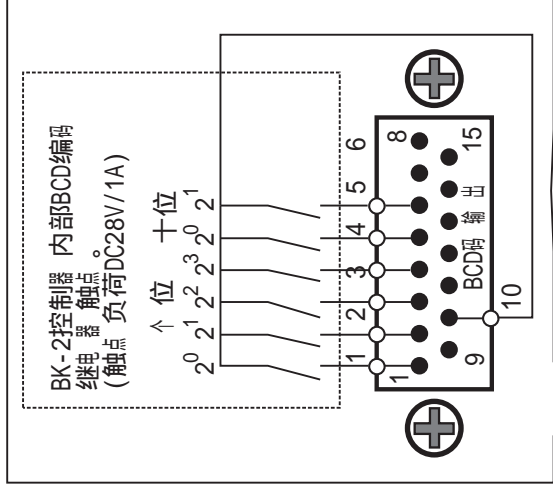 BK-2控制器 内部BCD编码
继电器 触点。
(触点 负荷DC28V/1A)
个 位 十位
2⁰ 2¹ 2² 2³ 2⁰ 2¹
1 2 3 4 5 6
1 8
BCD码 输出
9 15
10